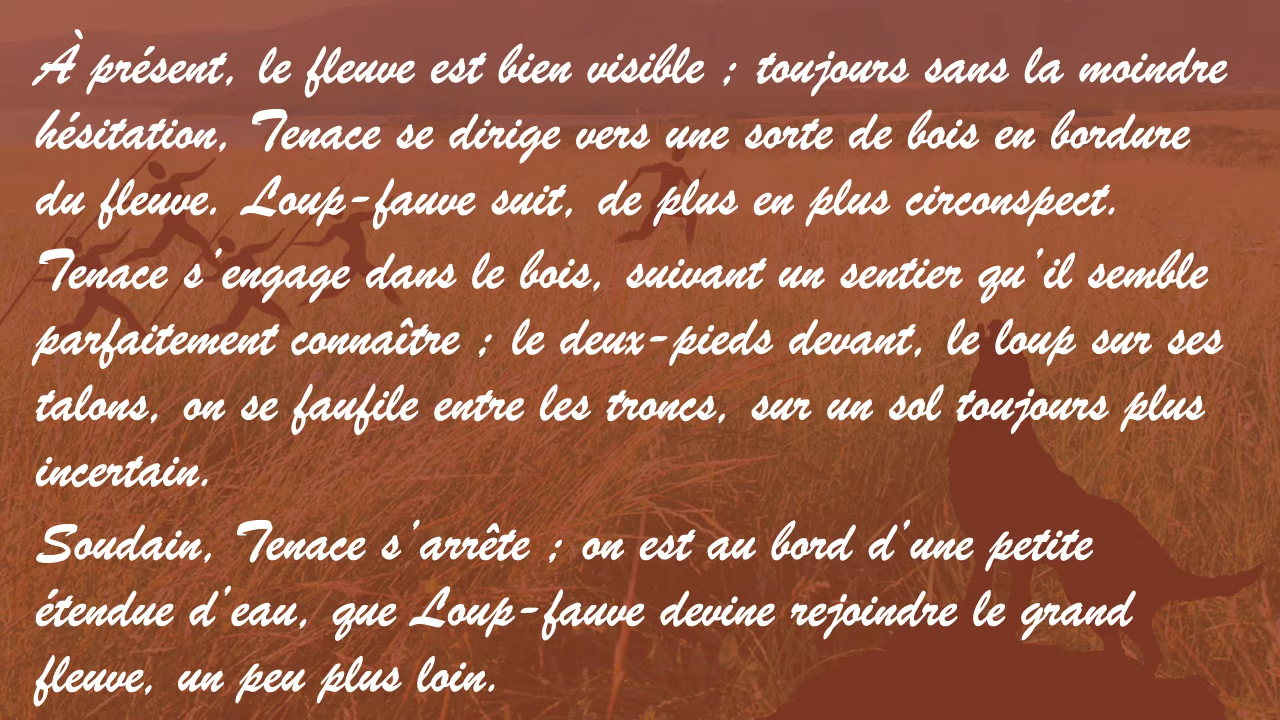 À présent, le fleuve est bien visible ; toujours sans la moindre
hésitation, Tenace se dirige vers une sorte de bois en bordure
du fleuve. Loup-fauve suit, de plus en plus circonspect.
Tenace s'engage dans le bois, suivant un sentier qu'il semble
parfaitement connaître ; le deux-pieds devant, le loup sur ses
talons, on se faufile entre les troncs, sur un sol toujours plus
incertain.
Soudain, Tenace s'arrête ; on est au bord d'une petite
étendue d'eau, que Loup-fauve devine rejoindre le grand
fleuve, un peu plus loin.